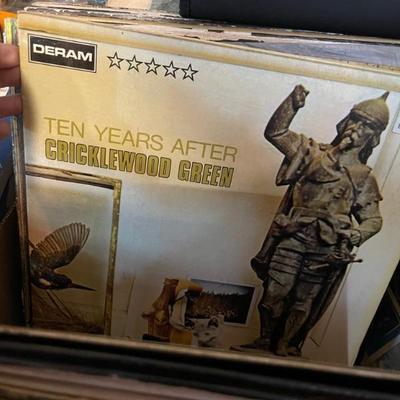 DERAM
TEN YEARS AFTER
CRICKLEWOOD GREEN